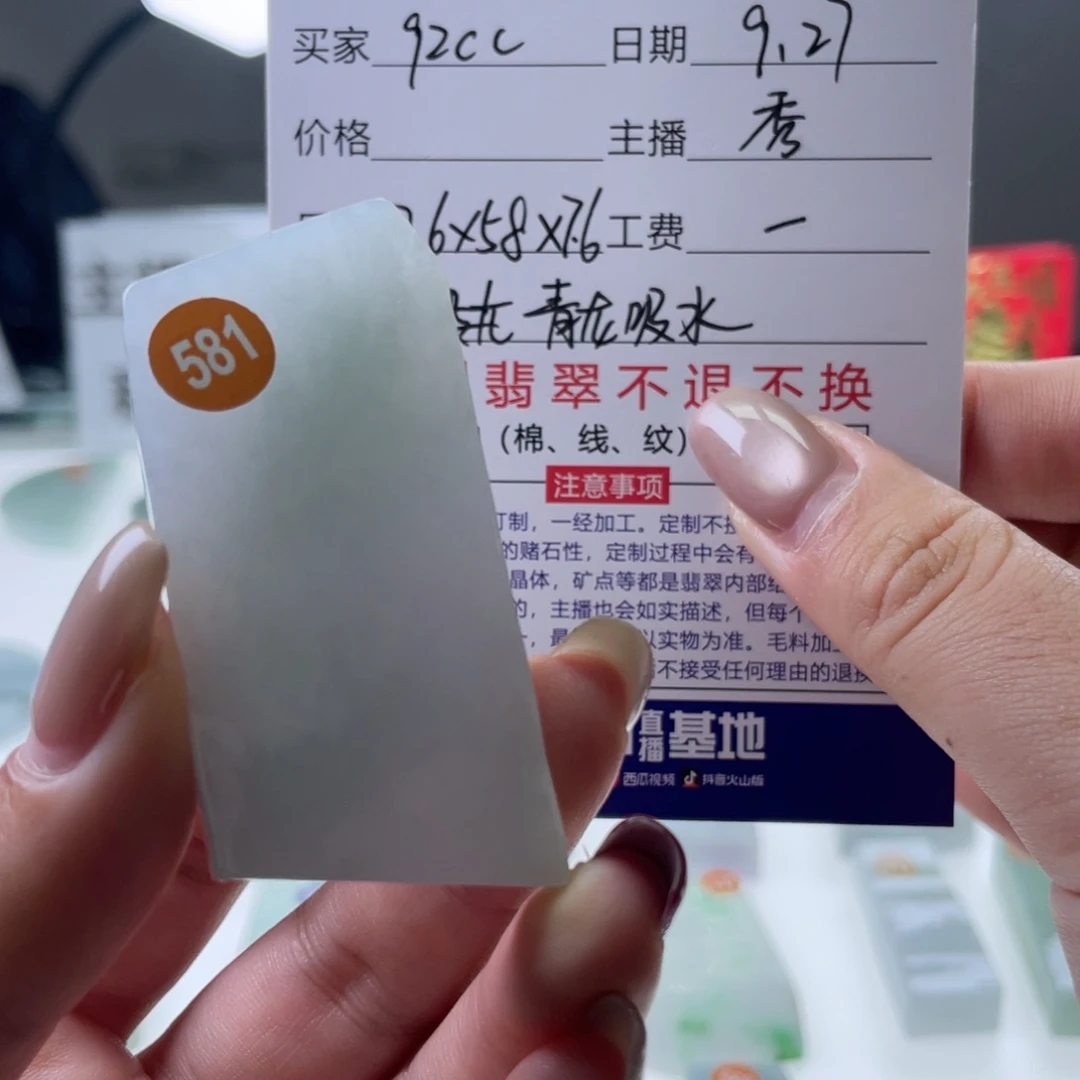 买家 92cc 日期 9.27
价格 主播 秀
6x58x7.6 工费 一
青龙吸水
581
翡翠不退不换
(棉、线、纹)
注意事项
订制，一经加工。定制不
的赌石性，定制过程中会有
晶体，矿点等都是翡翠内部
的，主播也会如实描述，但每个
以实物为准。毛料加
不接受任何理由的退换
直播基地
西瓜视频 抖音火山版